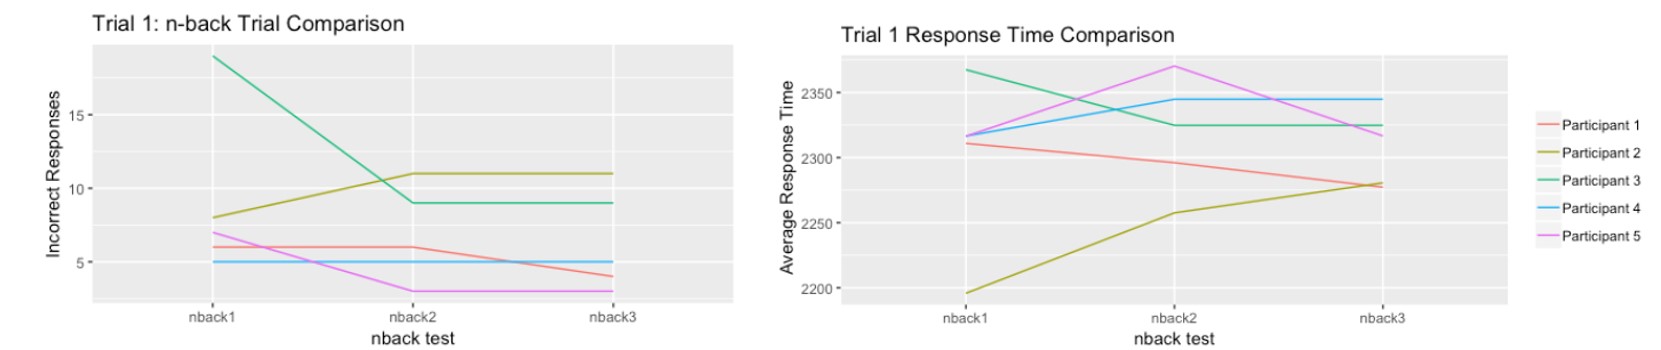 Trial 1: n-back Trial Comparison
Incorrect Responses
15
10
5
nback1 nback2 nback3
nback test
Trial 1 Response Time Comparison
Average Response Time
2350
2300
2250
2200
nback1 nback2 nback3
nback test
Participant 1
Participant 2
Participant 3
Participant 4
Participant 5